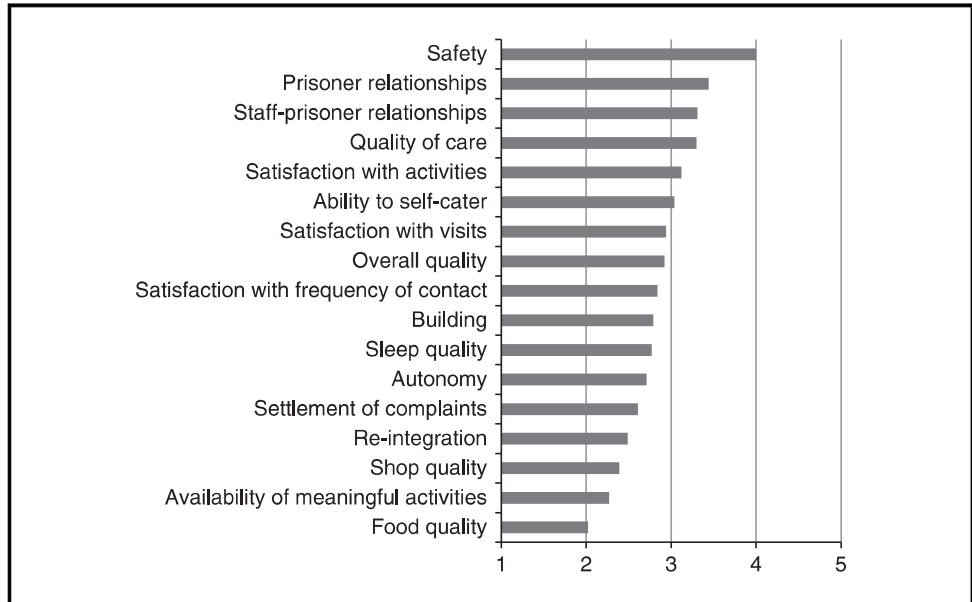 Safety
Prisoner relationships
Staff-prisoner relationships
Quality of care
Satisfaction with activities
Ability to self-cater
Satisfaction with visits
Overall quality
Satisfaction with frequency of contact
Building
Sleep quality
Autonomy
Settlement of complaints
Re-integration
Shop quality
Availability of meaningful activities
Food quality
1 2 3 4 5